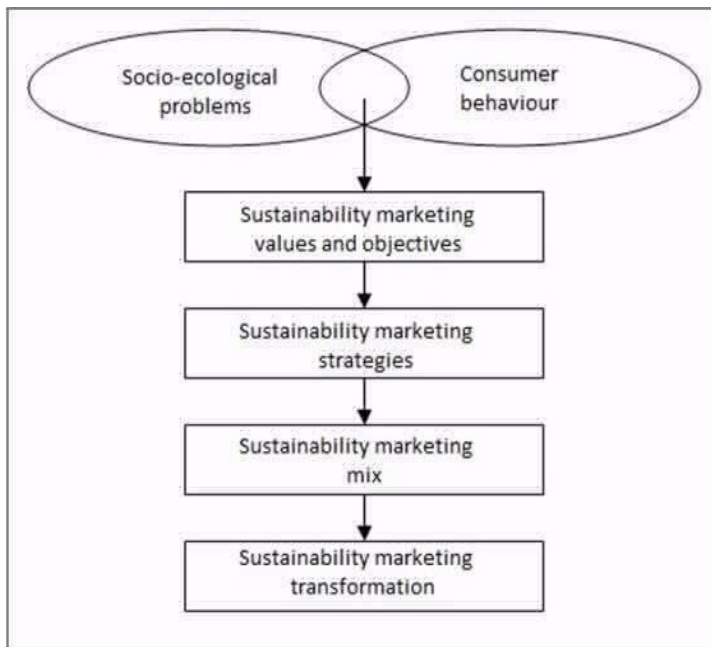 Socio-ecological
problems
Consumer
behaviour
Sustainability marketing
values and objectives
Sustainability marketing
strategies
Sustainability marketing
mix
Sustainability marketing
transformation